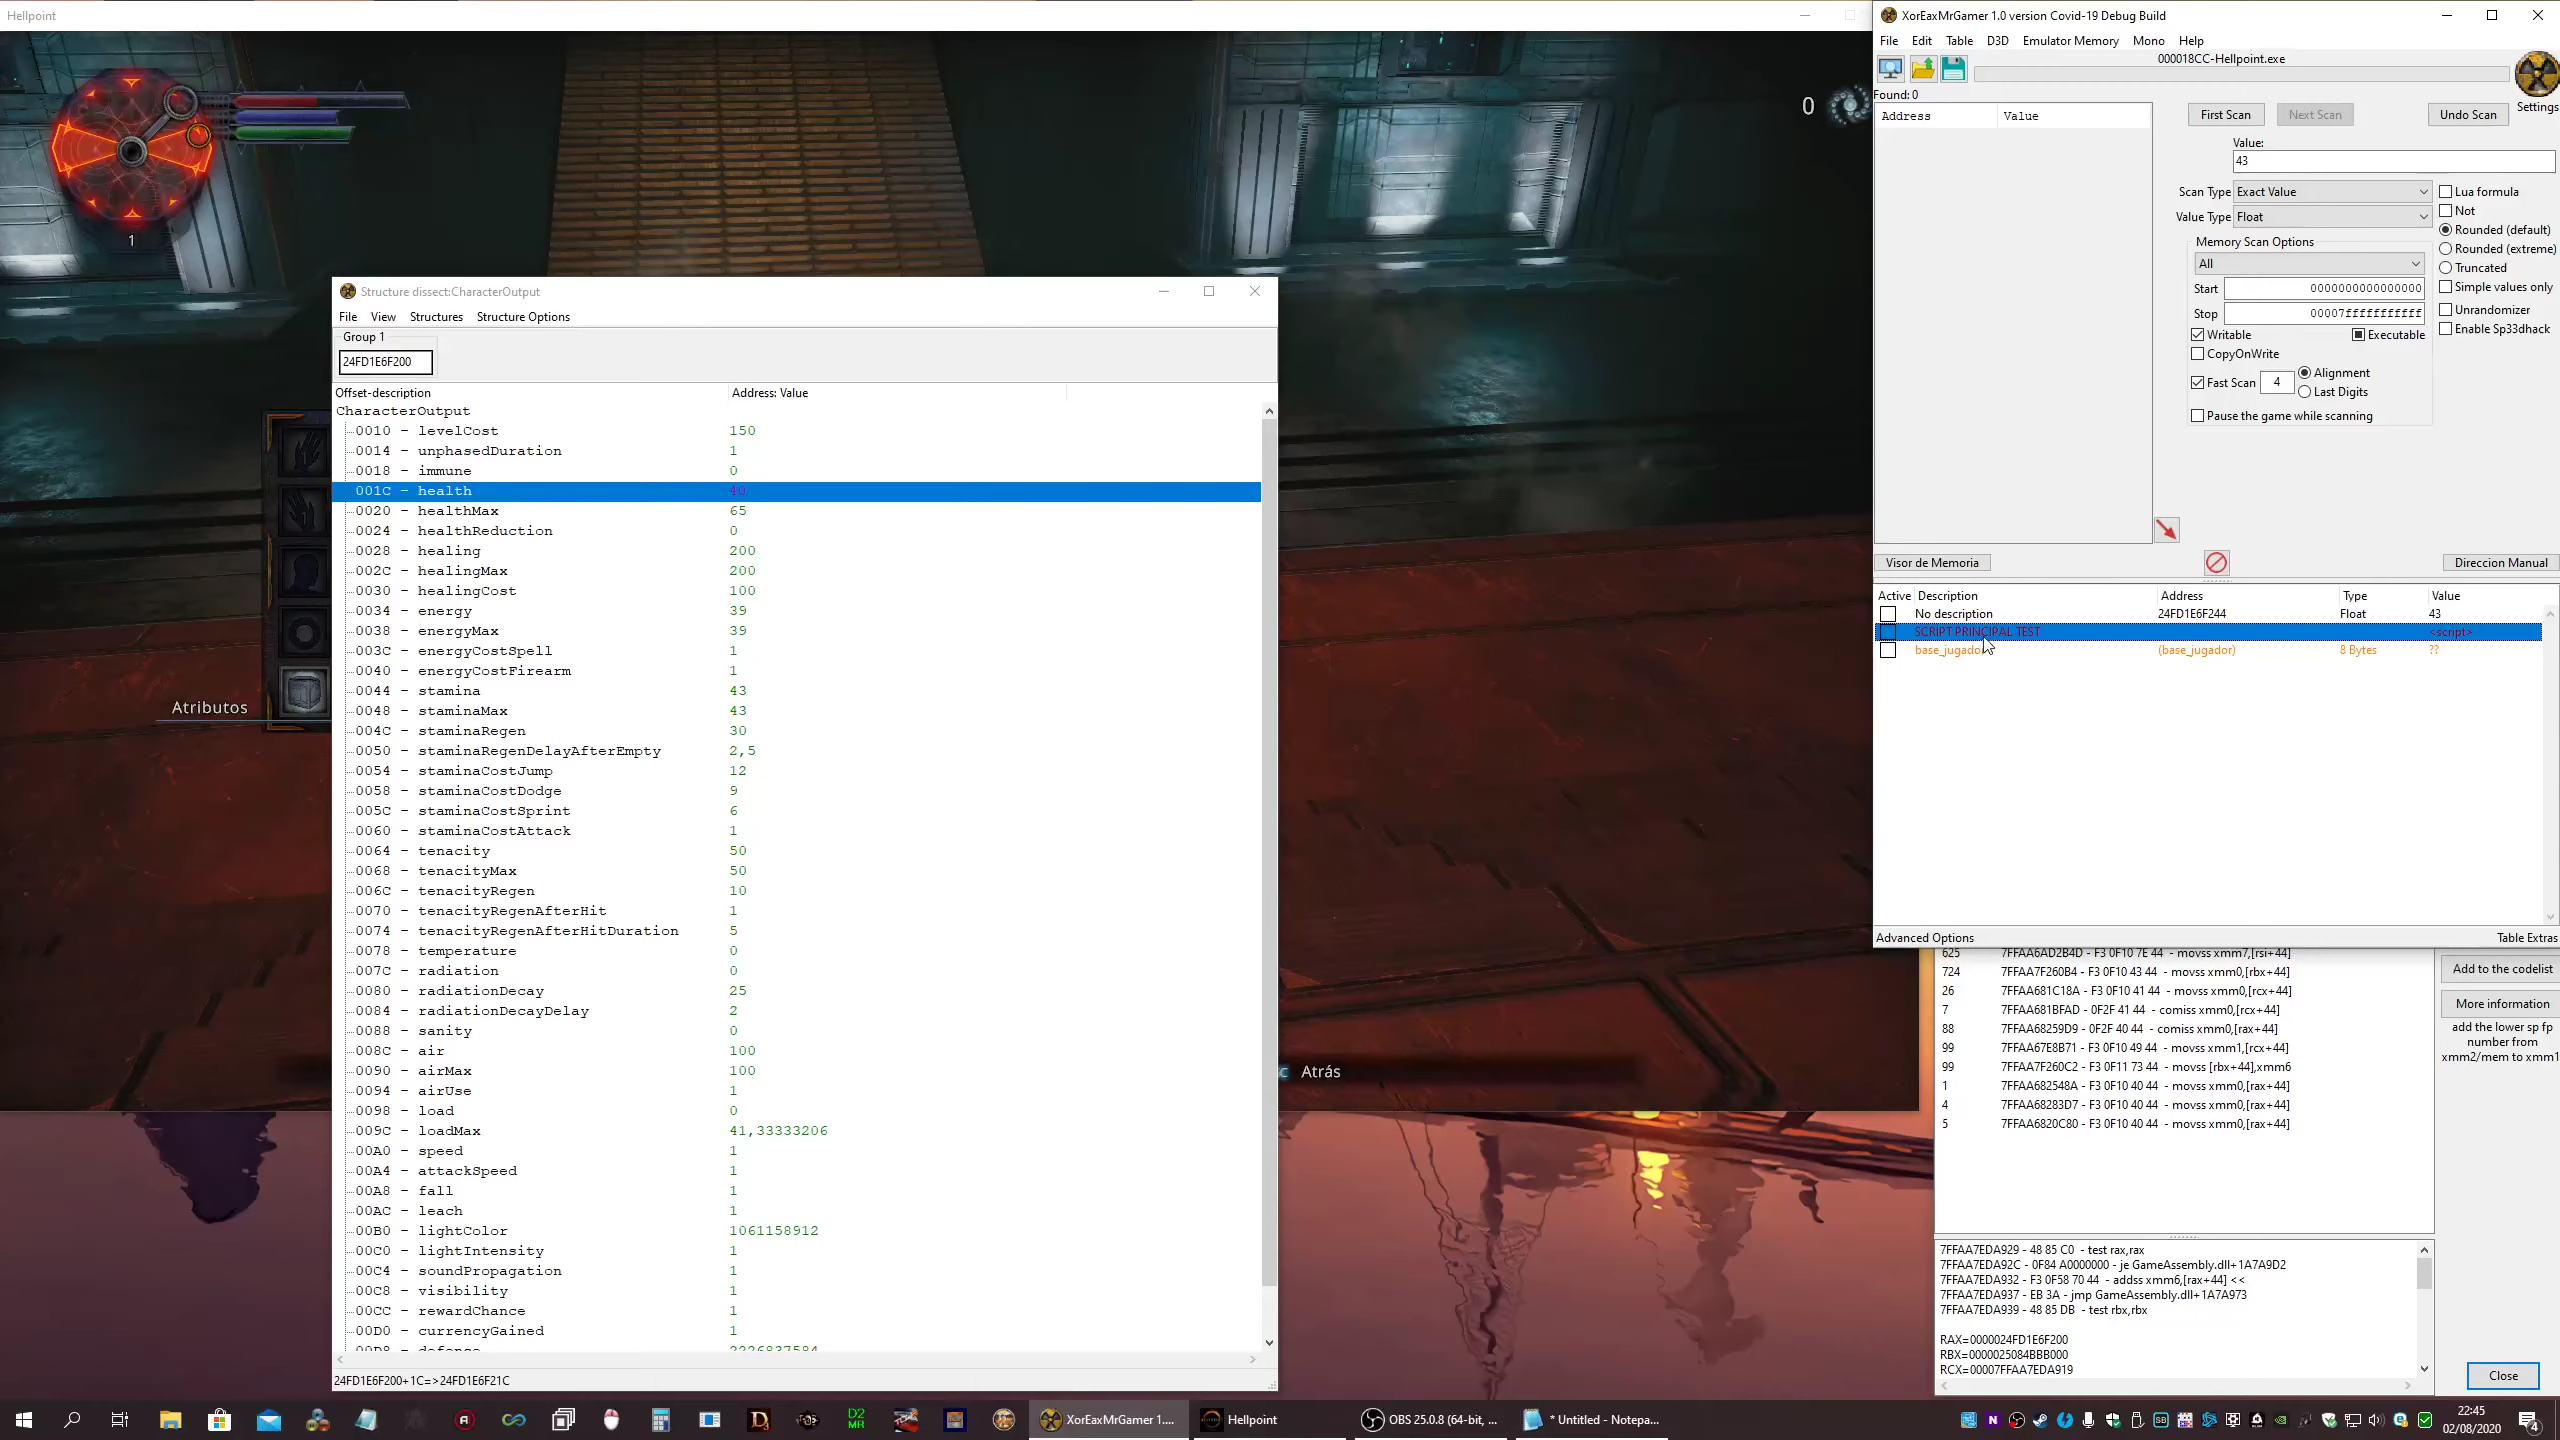 Hellpoint
1
0
Atributos
Atrás
Structure dissect:CharacterOutput
File View Structures Structure Options
Group 1
24FD1E6F200
Offset-description Address: Value
CharacterOutput
0010 - levelCost 150
0014 - unphasedDuration 1
0018 - immune 0
001C - health 40
0020 - healthMax 65
0024 - healthReduction 0
0028 - healing 200
002C - healingMax 200
0030 - healingCost 100
0034 - energy 39
0038 - energyMax 39
003C - energyCostSpell 1
0040 - energyCostFirearm 1
0044 - stamina 43
0048 - staminaMax 43
004C - staminaRegen 30
0050 - staminaRegenDelayAfterEmpty 2,5
0054 - staminaCostJump 12
0058 - staminaCostDodge 9
005C - staminaCostSprint 6
0060 - staminaCostAttack 1
0064 - tenacity 50
0068 - tenacityMax 50
006C - tenacityRegen 10
0070 - tenacityRegenAfterHit 1
0074 - tenacityRegenAfterHitDuration 5
0078 - temperature 0
007C - radiation 0
0080 - radiationDecay 25
0084 - radiationDecayDelay 2
0088 - sanity 0
008C - air 100
0090 - airMax 100
0094 - airUse 1
0098 - load 0
009C - loadMax 41,33333206
00A0 - speed 1
00A4 - attackSpeed 1
00A8 - fall 1
00AC - leach 1
00B0 - lightColor 1061158912
00C0 - lightIntensity 1
00C4 - soundPropagation 1
00C8 - visibility 1
00CC - rewardChance 1
00D0 - currencyGained 1
24FD1E6F200+1C=>24FD1E6F21C
XorEaxMrGamer 1.0 version Covid-19 Debug Build
File Edit Table D3D Emulator Memory Mono Help
000018CC-Hellpoint.exe
Settings
Found: 0
Address Value
First Scan Next Scan Undo Scan
Value:
43
Scan Type Exact Value
Value Type Float
Lua formula
Not
Rounded (default)
Rounded (extreme)
Truncated
Simple values only
Unrandomizer
Enable Sp33dhack
Memory Scan Options
All
Start 0000000000000000
Stop 00007fffffffffff
Writable Executable
CopyOnWrite
Fast Scan 4 Alignment
Last Digits
Pause the game while scanning
Visor de Memoria Direccion Manual
Active Description Address Type Value
No description 24FD1E6F244 Float 43
SCRIPT PRINCIPAL TEST <script>
base_jugador (base_jugador) 8 Bytes ??
Advanced Options Table Extras
625 7FFAA6AD2B4D - F3 0F10 7E 44 - movss xmm7,[rsi+44]
724 7FFAA7F260B4 - F3 0F10 43 44 - movss xmm0,[rbx+44]
26 7FFAA681C18A - F3 0F10 41 44 - movss xmm0,[rcx+44]
7 7FFAA681BFAD - 0F2F 41 44 - comiss xmm0,[rcx+44]
88 7FFAA68259D9 - 0F2F 40 44 - comiss xmm0,[rax+44]
99 7FFAA67E8B71 - F3 0F10 49 44 - movss xmm1,[rcx+44]
99 7FFAA7F260C2 - F3 0F11 73 44 - movss [rbx+44],xmm6
1 7FFAA682548A - F3 0F10 40 44 - movss xmm0,[rax+44]
4 7FFAA68283D7 - F3 0F10 40 44 - movss xmm0,[rax+44]
5 7FFAA6820C80 - F3 0F10 40 44 - movss xmm0,[rax+44]
Add to the codelist
More information
add the lower sp fp
number from
xmm2/mem to xmm1
7FFAA7EDA929 - 48 85 C0 - test rax,rax
7FFAA7EDA92C - 0F84 A0000000 - je GameAssembly.dll+1A7A9D2
7FFAA7EDA932 - F3 0F58 70 44 - addss xmm6,[rax+44] <<
7FFAA7EDA937 - EB 3A - jmp GameAssembly.dll+1A7A973
7FFAA7EDA939 - 48 85 DB - test rbx,rbx
RAX=0000024FD1E6F200
RBX=0000025084BBB000
RCX=00007FFAA7EDA919
Close
XorEaxMrGamer 1....
Hellpoint
OBS 25.0.8 (64-bit, ...
* Untitled - Notepa...
22:45
02/08/2020
4